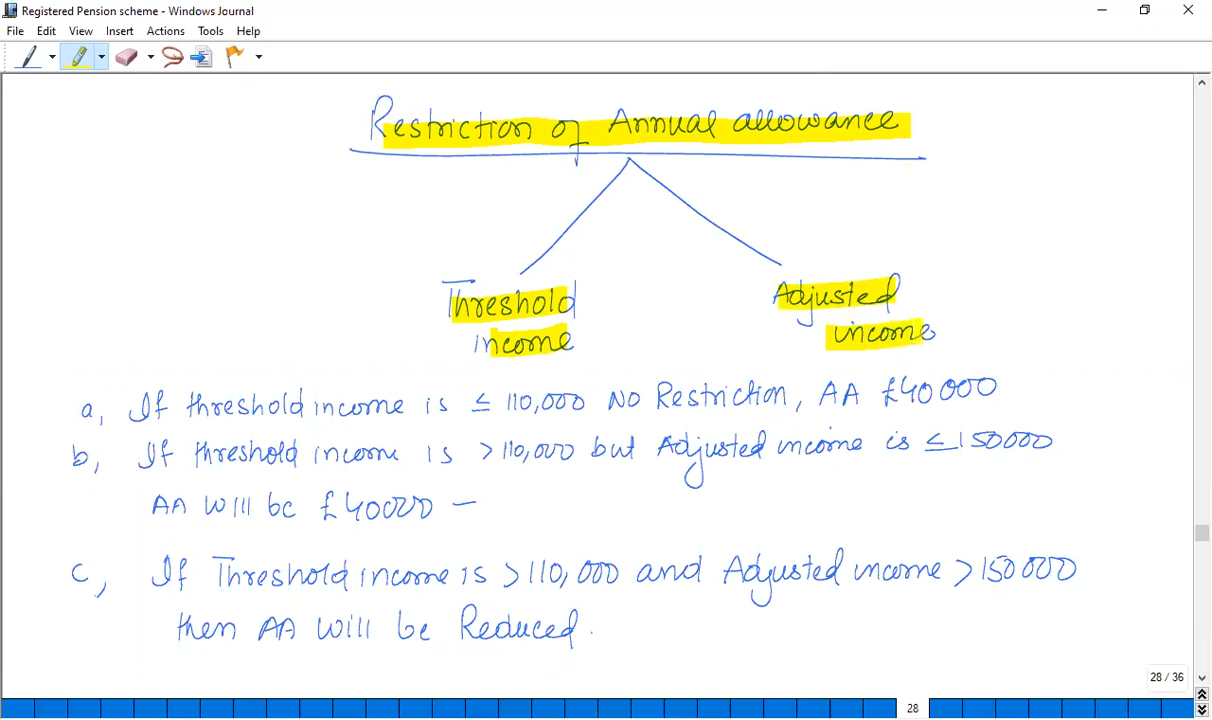 Registered Pension scheme - Windows Journal
File Edit View Insert Actions Tools Help
Restriction of Annual allowance
Threshold income
Adjusted income
a, If threshold income is ≤ 110,000 No Restriction, AA £40000
b, If threshold income is >110,000 but Adjusted income is ≤150000
AA will be £40000 —
c, If Threshold income is >110,000 and Adjusted income >150000
then AA will be Reduced.
28 / 36
28